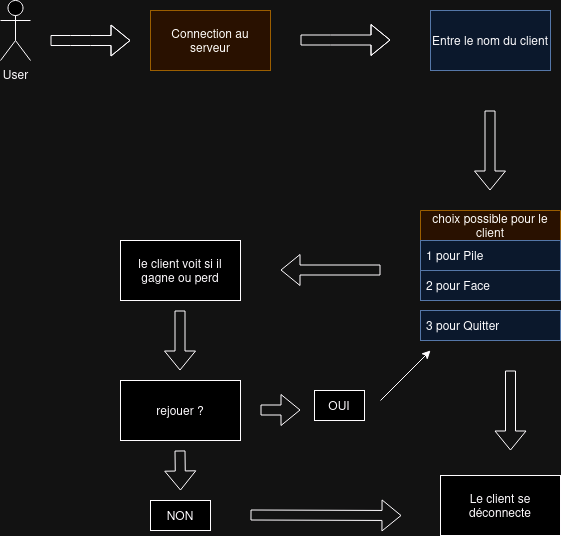 User
Connection au
serveur
Entre le nom du client
choix possible pour le
client
1 pour Pile
2 pour Face
3 pour Quitter
le client voit si il
gagne ou perd
rejouer ?
OUI
NON
Le client se
déconnecte